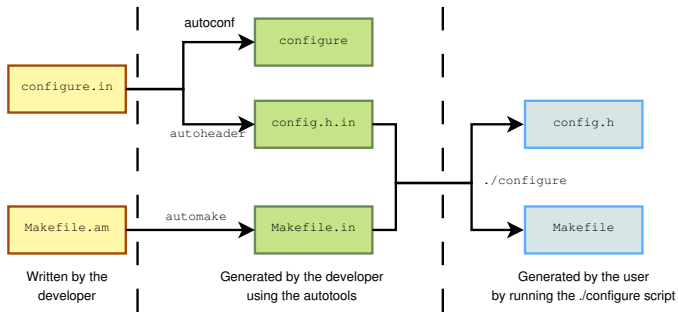 autoconf
configure
configure.in
autoheader
config.h.in
config.h
./configure
Makefile.am
automake
Makefile.in
Makefile
Written by the
developer
Generated by the developer
using the autotools
Generated by the user
by running the ./configure script